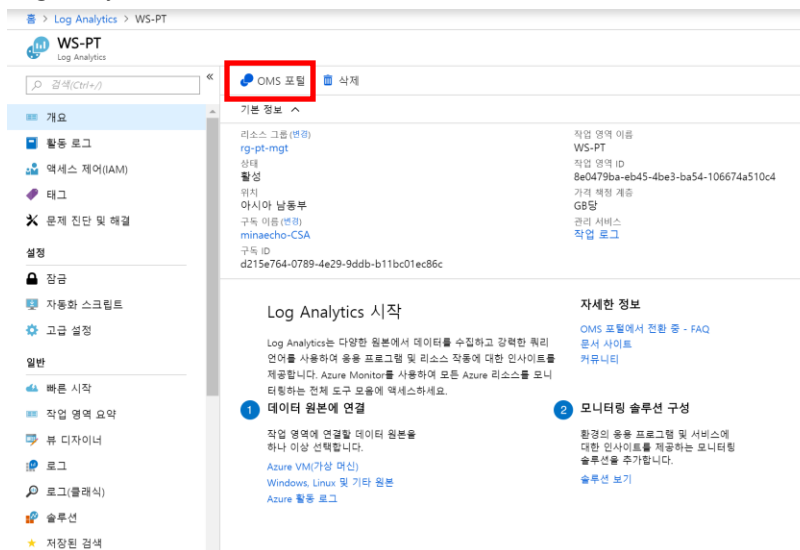 홈 > Log Analytics > WS-PT
WS-PT
Log Analytics
검색(Ctrl+/)
«
개요
활동 로그
액세스 제어(IAM)
태그
문제 진단 및 해결
설정
잠금
자동화 스크립트
고급 설정
일반
빠른 시작
작업 영역 요약
뷰 디자이너
로그
로그(클래식)
솔루션
저장된 검색
OMS 포털 삭제
기본 정보
리소스 그룹(변경)
rg-pt-mgt
상태
활성
위치
아시아 남동부
구독 이름(변경)
minaecho-CSA
구독 ID
d215e764-0789-4e29-9ddb-b11bc01ec86c
작업 영역 이름
WS-PT
작업 영역 ID
8e0479ba-eb45-4be3-ba54-106674a510c4
가격 책정 계층
GB당
관리 서비스
작업 로그
Log Analytics 시작
Log Analytics는 다양한 원본에서 데이터를 수집하고 강력한 쿼리
언어를 사용하여 응용 프로그램 및 리소스 작동에 대한 인사이트를
제공합니다. Azure Monitor를 사용하여 모든 Azure 리소스를 모니
터링하는 전체 도구 모음에 액세스하세요.
자세한 정보
OMS 포털에서 전환 중 - FAQ
문서 사이트
커뮤니티
1 데이터 원본에 연결
작업 영역에 연결할 데이터 원본을
하나 이상 선택합니다.
Azure VM(가상 머신)
Windows, Linux 및 기타 원본
Azure 활동 로그
2 모니터링 솔루션 구성
환경의 응용 프로그램 및 서비스에
대한 인사이트를 제공하는 모니터링
솔루션을 추가합니다.
솔루션 보기